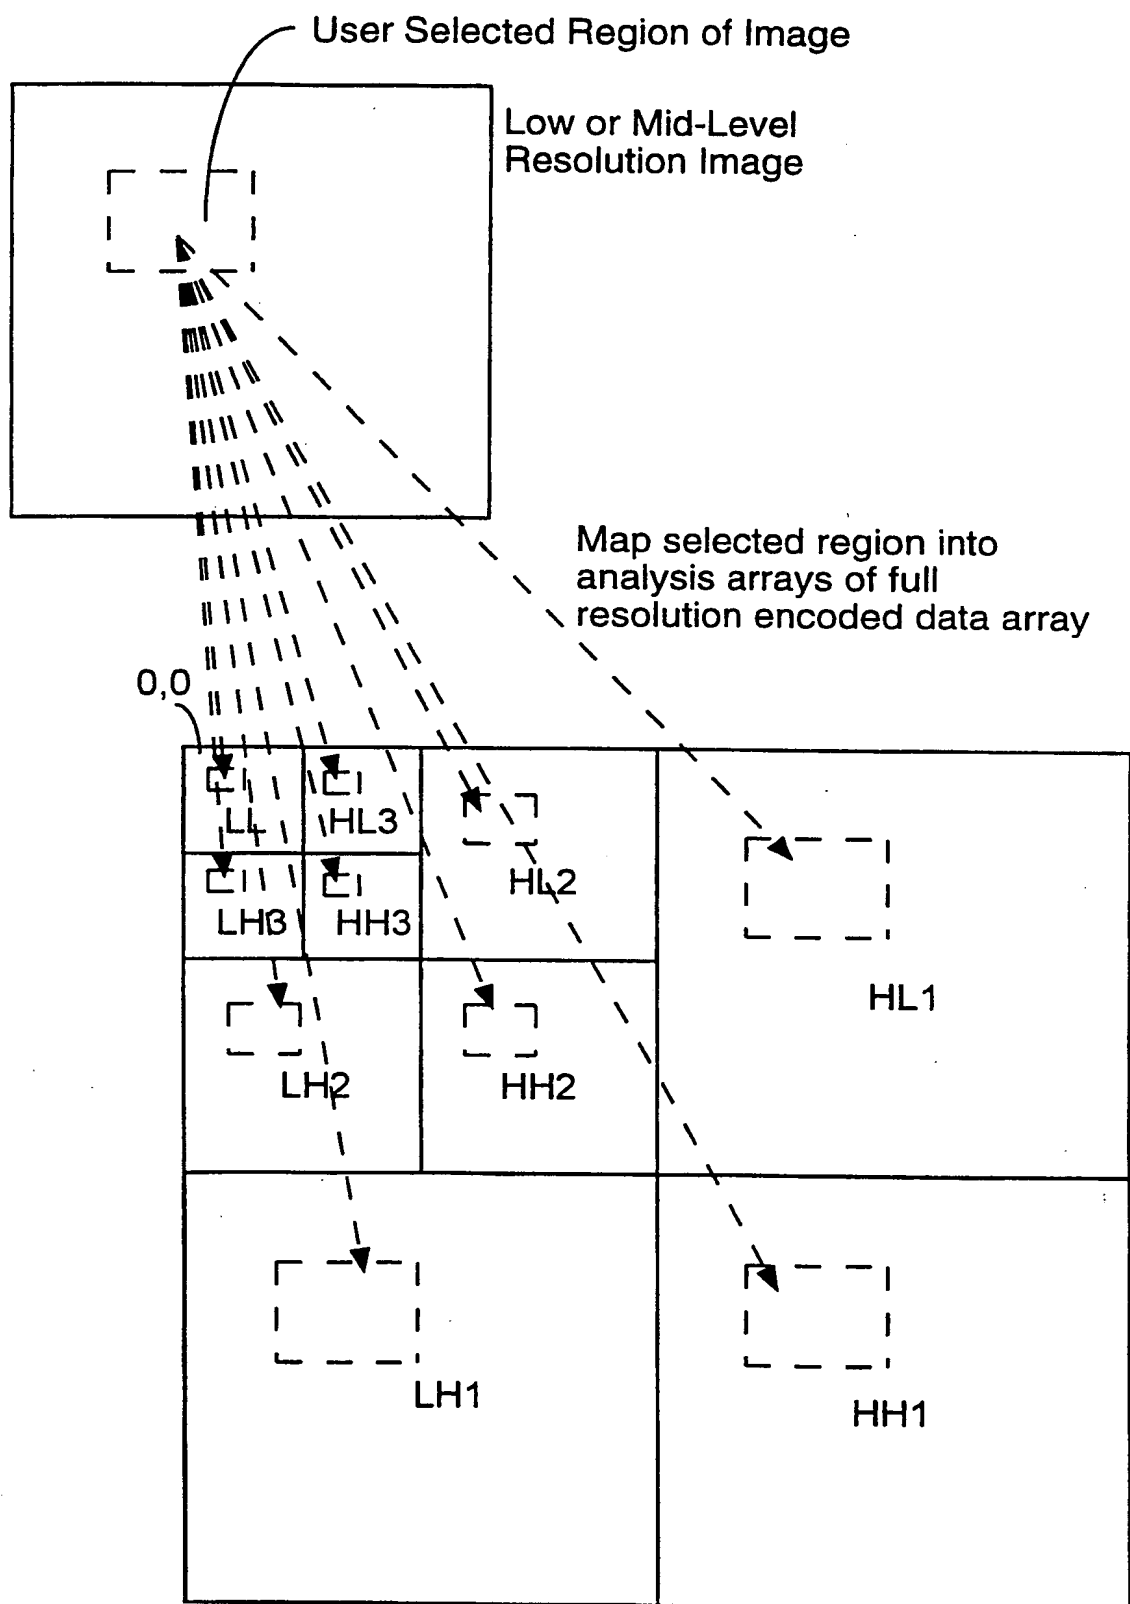 User Selected Region of Image
Low or Mid-Level
Resolution Image
Map selected region into
analysis arrays of full
resolution encoded data array
0,0
LL
HL3
HL2
LH3
HH3
HL1
LH2
HH2
LH1
HH1